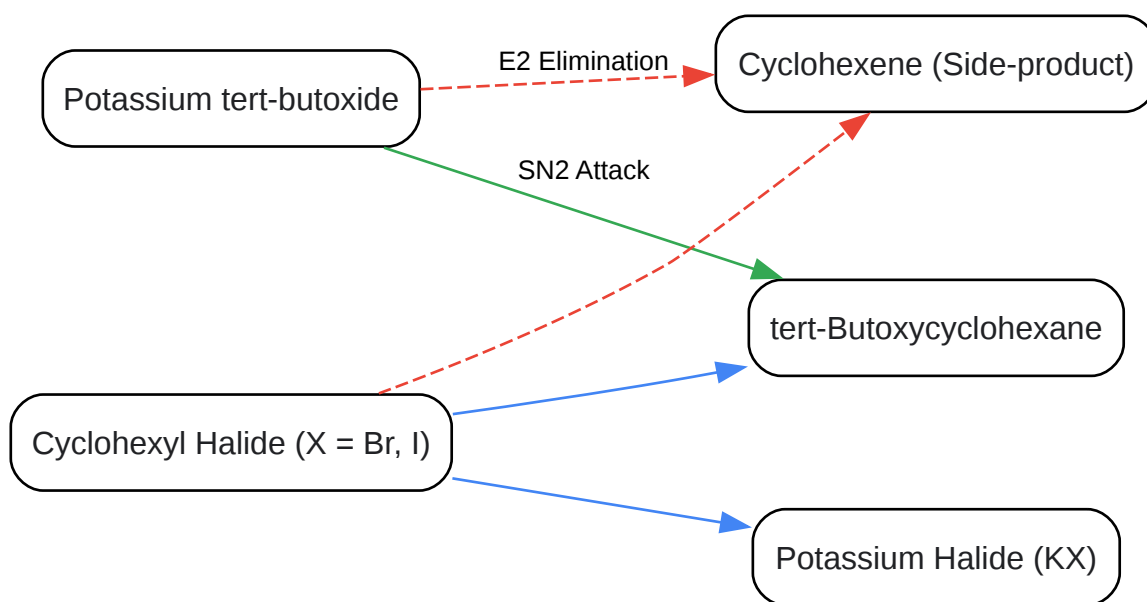 E2 Elimination
Cyclohexene (Side-product)
Potassium tert-butoxide
SN2 Attack
tert-Butoxycyclohexane
Cyclohexyl Halide (X = Br, I)
Potassium Halide (KX)